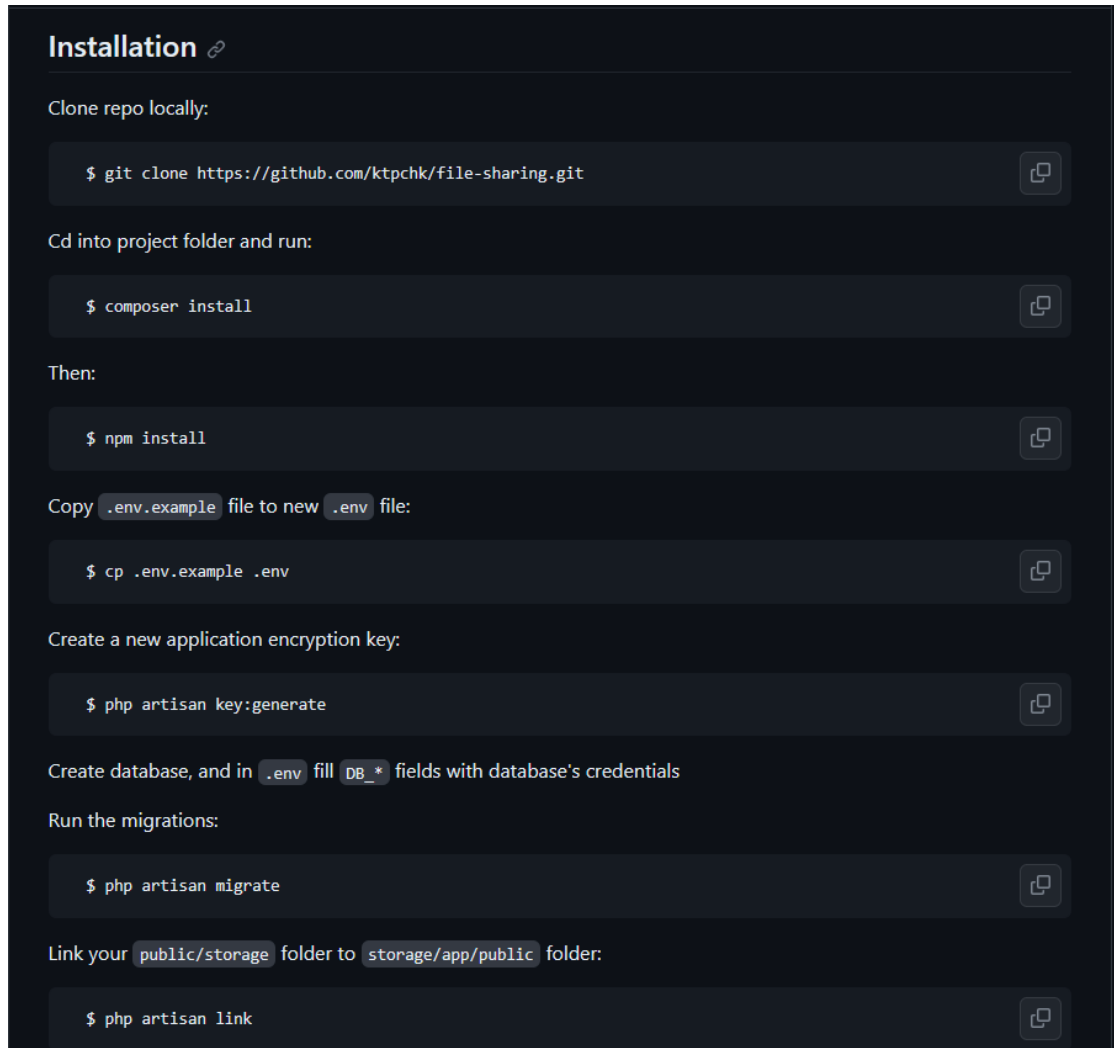 Installation
Clone repo locally:
$ git clone https://github.com/ktpchk/file-sharing.git
Cd into project folder and run:
$ composer install
Then:
$ npm install
Copy .env.example file to new .env file:
$ cp .env.example .env
Create a new application encryption key:
$ php artisan key:generate
Create database, and in .env fill DB_* fields with database's credentials
Run the migrations:
$ php artisan migrate
Link your public/storage folder to storage/app/public folder:
$ php artisan link